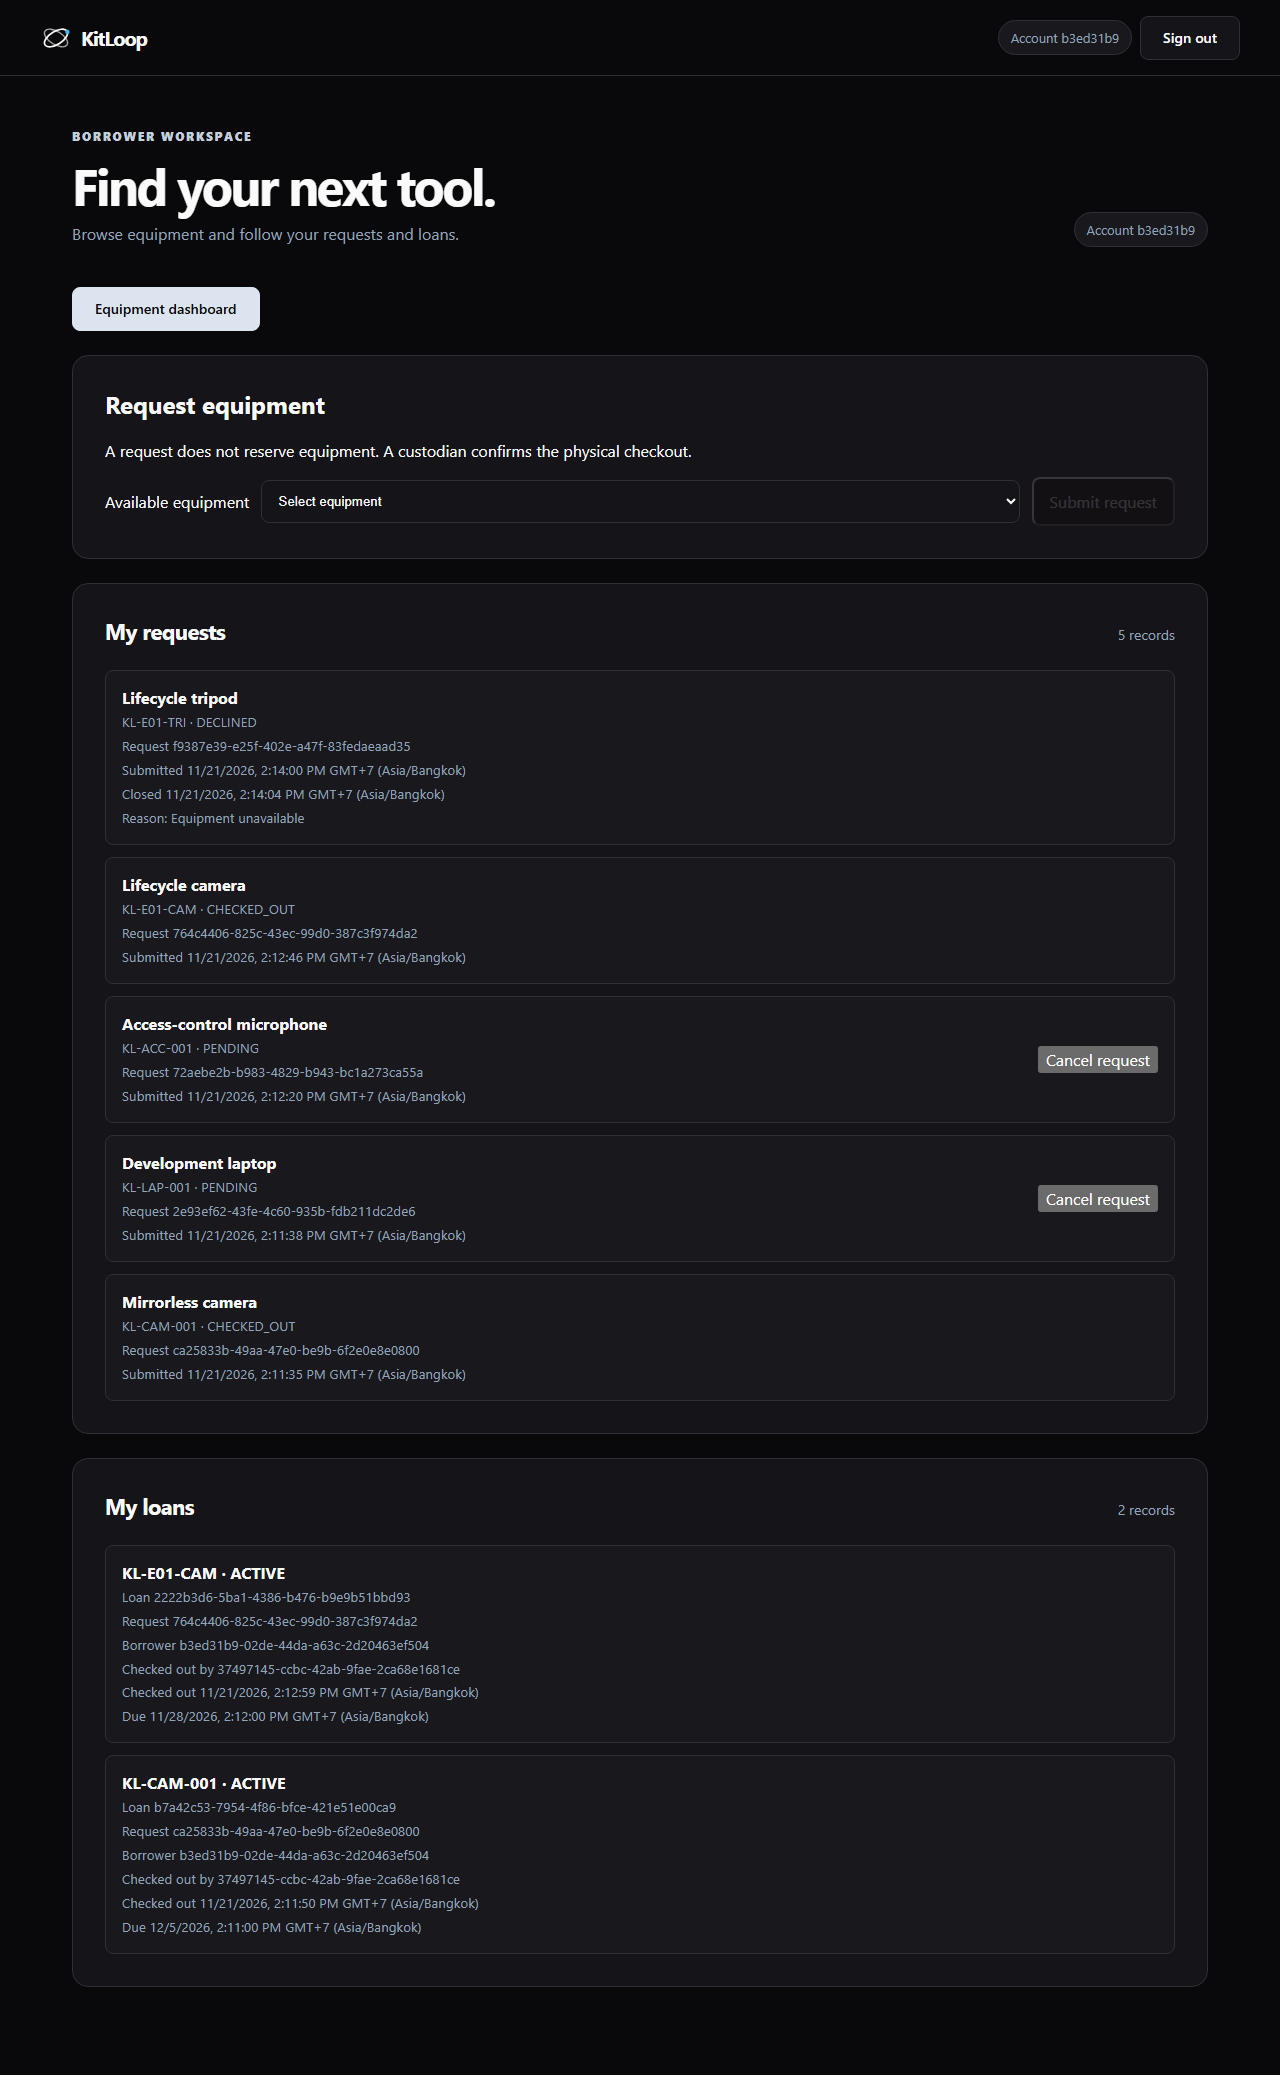 KitLoop
Account b3ed31b9
Sign out
BORROWER WORKSPACE
Find your next tool.
Browse equipment and follow your requests and loans.
Account b3ed31b9
Equipment dashboard
Request equipment
A request does not reserve equipment. A custodian confirms the physical checkout.
Available equipment
Select equipment
Submit request
My requests
5 records
Lifecycle tripod
KL-E01-TRI · DECLINED
Request f9387e39-e25f-402e-a47f-83fedaeaad35
Submitted 11/21/2026, 2:14:00 PM GMT+7 (Asia/Bangkok)
Closed 11/21/2026, 2:14:04 PM GMT+7 (Asia/Bangkok)
Reason: Equipment unavailable
Lifecycle camera
KL-E01-CAM · CHECKED_OUT
Request 764c4406-825c-43ec-99d0-387c3f974da2
Submitted 11/21/2026, 2:12:46 PM GMT+7 (Asia/Bangkok)
Access-control microphone
KL-ACC-001 · PENDING
Request 72aebe2b-b983-4829-b943-bc1a273ca55a
Submitted 11/21/2026, 2:12:20 PM GMT+7 (Asia/Bangkok)
Cancel request
Development laptop
KL-LAP-001 · PENDING
Request 2e93ef62-43fe-4c60-935b-fdb211dc2de6
Submitted 11/21/2026, 2:11:38 PM GMT+7 (Asia/Bangkok)
Cancel request
Mirrorless camera
KL-CAM-001 · CHECKED_OUT
Request ca25833b-49aa-47e0-be9b-6f2e0e8e0800
Submitted 11/21/2026, 2:11:35 PM GMT+7 (Asia/Bangkok)
My loans
2 records
KL-E01-CAM · ACTIVE
Loan 2222b3d6-5ba1-4386-b476-b9e9b51bbd93
Request 764c4406-825c-43ec-99d0-387c3f974da2
Borrower b3ed31b9-02de-44da-a63c-2d20463ef504
Checked out by 37497145-ccbc-42ab-9fae-2ca68e1681ce
Checked out 11/21/2026, 2:12:59 PM GMT+7 (Asia/Bangkok)
Due 11/28/2026, 2:12:00 PM GMT+7 (Asia/Bangkok)
KL-CAM-001 · ACTIVE
Loan b7a42c53-7954-4f86-bfce-421e51e00ca9
Request ca25833b-49aa-47e0-be9b-6f2e0e8e0800
Borrower b3ed31b9-02de-44da-a63c-2d20463ef504
Checked out by 37497145-ccbc-42ab-9fae-2ca68e1681ce
Checked out 11/21/2026, 2:11:50 PM GMT+7 (Asia/Bangkok)
Due 12/5/2026, 2:11:00 PM GMT+7 (Asia/Bangkok)